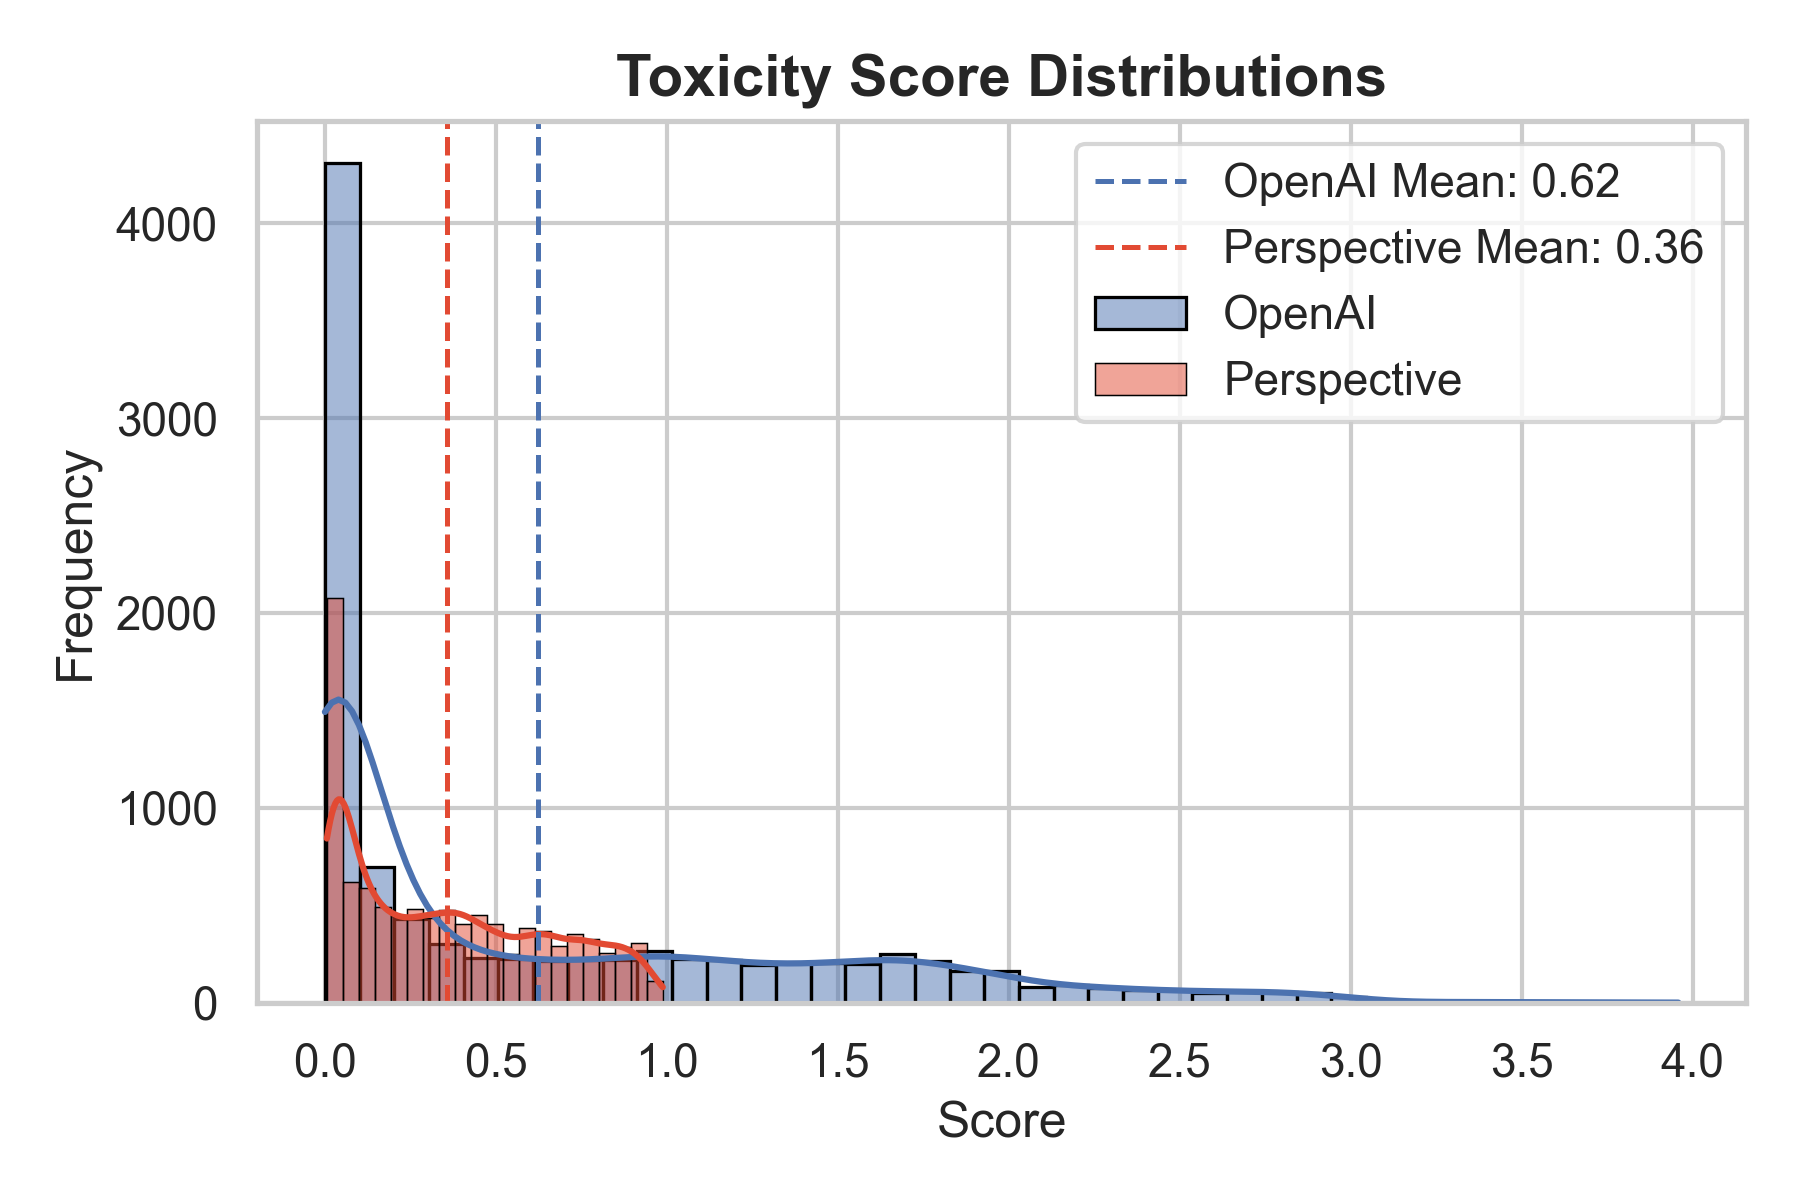 Toxicity Score Distributions
OpenAI Mean: 0.62
Perspective Mean: 0.36
OpenAI
Perspective
Frequency
4000
3000
2000
1000
0
0.0 0.5 1.0 1.5 2.0 2.5 3.0 3.5 4.0
Score